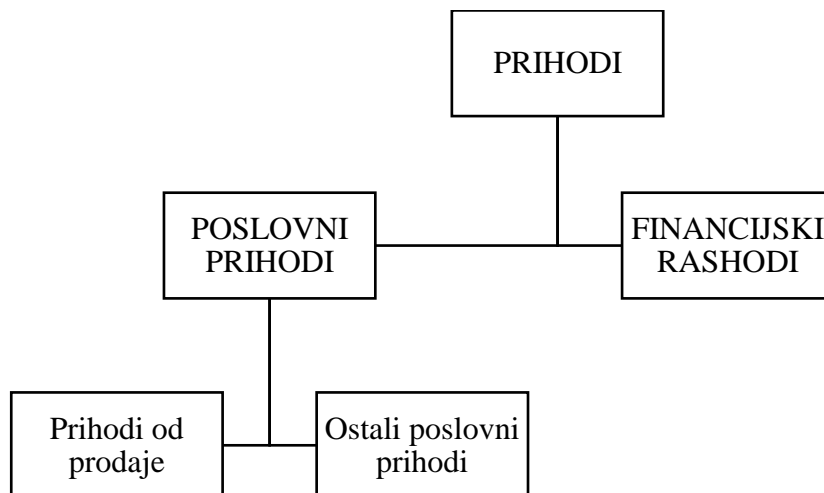 PRIHODI
POSLOVNI
PRIHODI
FINANCIJSKI
RASHODI
Prihodi od
prodaje
Ostali poslovni
prihodi